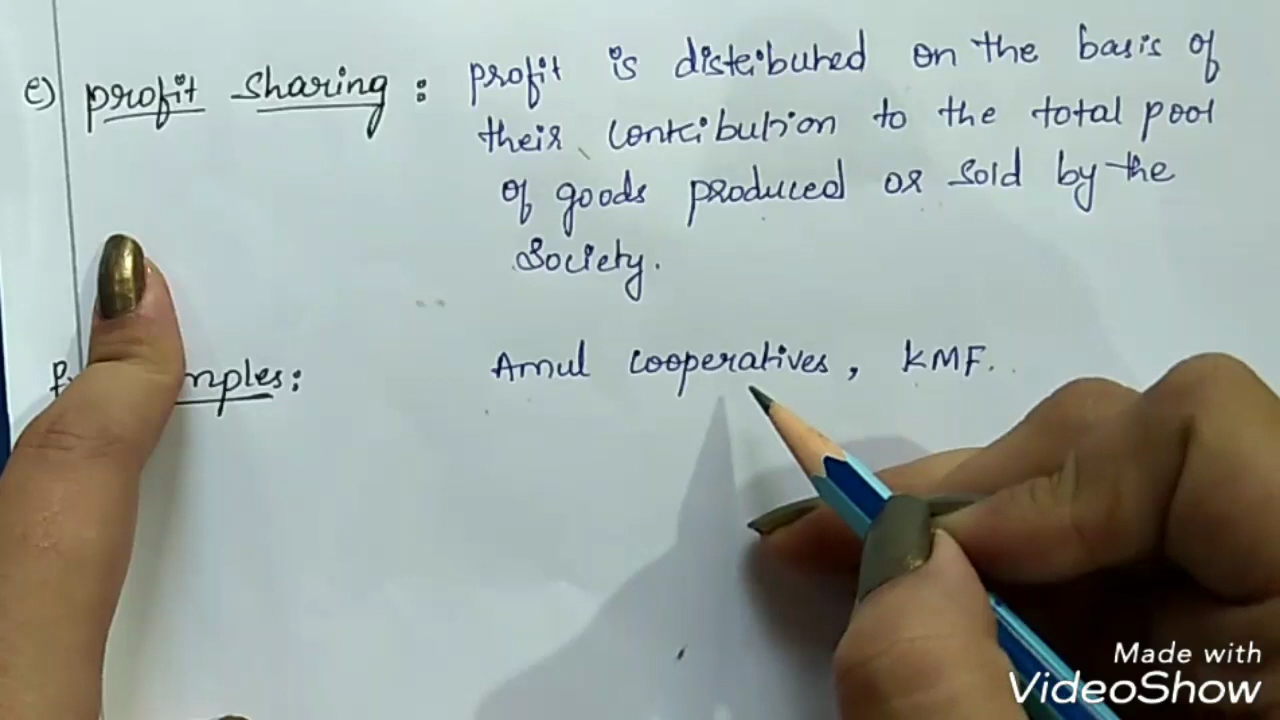 e) profit sharing : profit is distributed on the basis of
their contribution to the total pool
of goods produced or sold by the
society.
mples : Amul cooperatives, KMF.
Made with
VideoShow